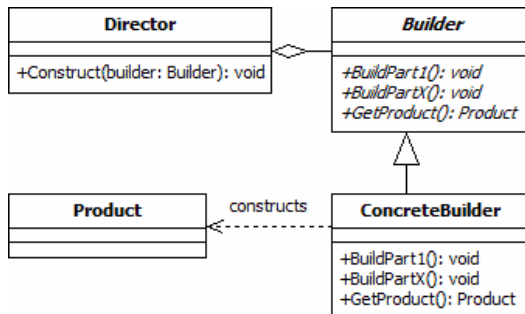 Director
+Construct(builder: Builder): void
Builder
+BuildPart1(): void
+BuildPartX(): void
+GetProduct(): Product
Product
constructs
ConcreteBuilder
+BuildPart1(): void
+BuildPartX(): void
+GetProduct(): Product